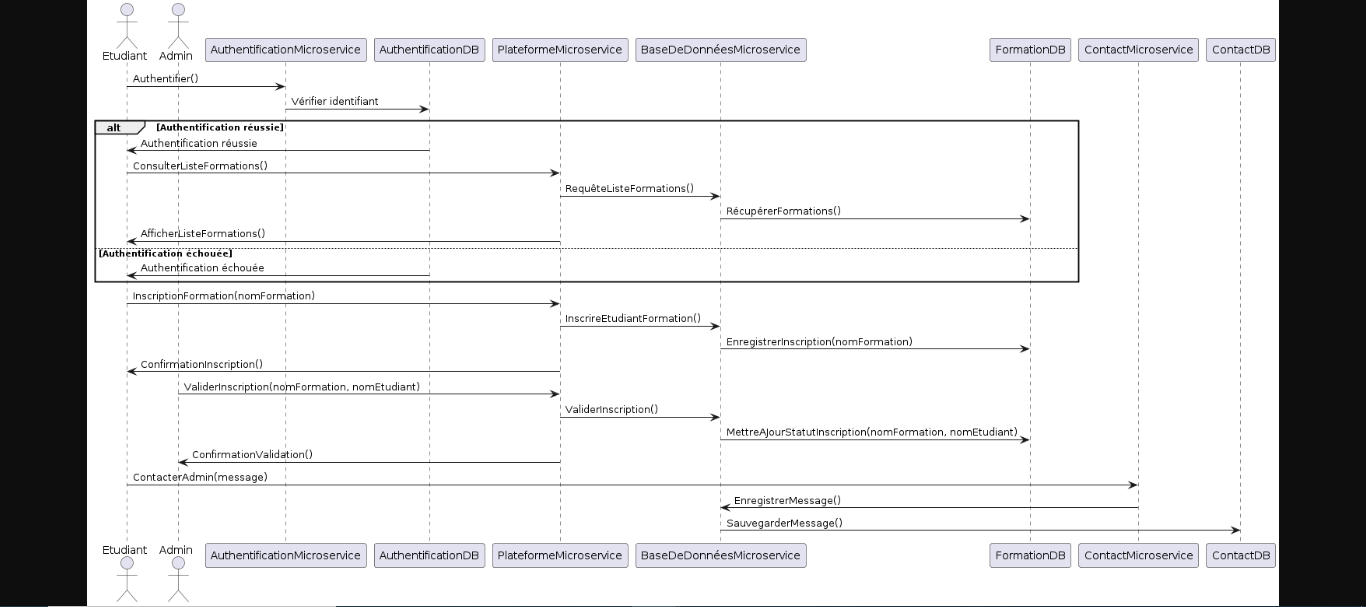 Etudiant Admin AuthentificationMicroservice AuthentificationDB PlateformeMicroservice BaseDeDonnéesMicroservice FormationDB ContactMicroservice ContactDB
Authentifier()
Vérifier identifiant
alt [Authentification réussie]
Authentification réussie
ConsulterListeFormations()
RequêteListeFormations()
RécupérerFormations()
AfficherListeFormations()
[Authentification échouée]
Authentification échouée
InscriptionFormation(nomFormation)
InscrireEtudiantFormation()
EnregistrerInscription(nomFormation)
ConfirmationInscription()
ValiderInscription(nomFormation, nomEtudiant)
ValiderInscription()
MettreAJourStatutInscription(nomFormation, nomEtudiant)
ConfirmationValidation()
ContacterAdmin(message)
EnregistrerMessage()
SauvegarderMessage()
Etudiant Admin AuthentificationMicroservice AuthentificationDB PlateformeMicroservice BaseDeDonnéesMicroservice FormationDB ContactMicroservice ContactDB